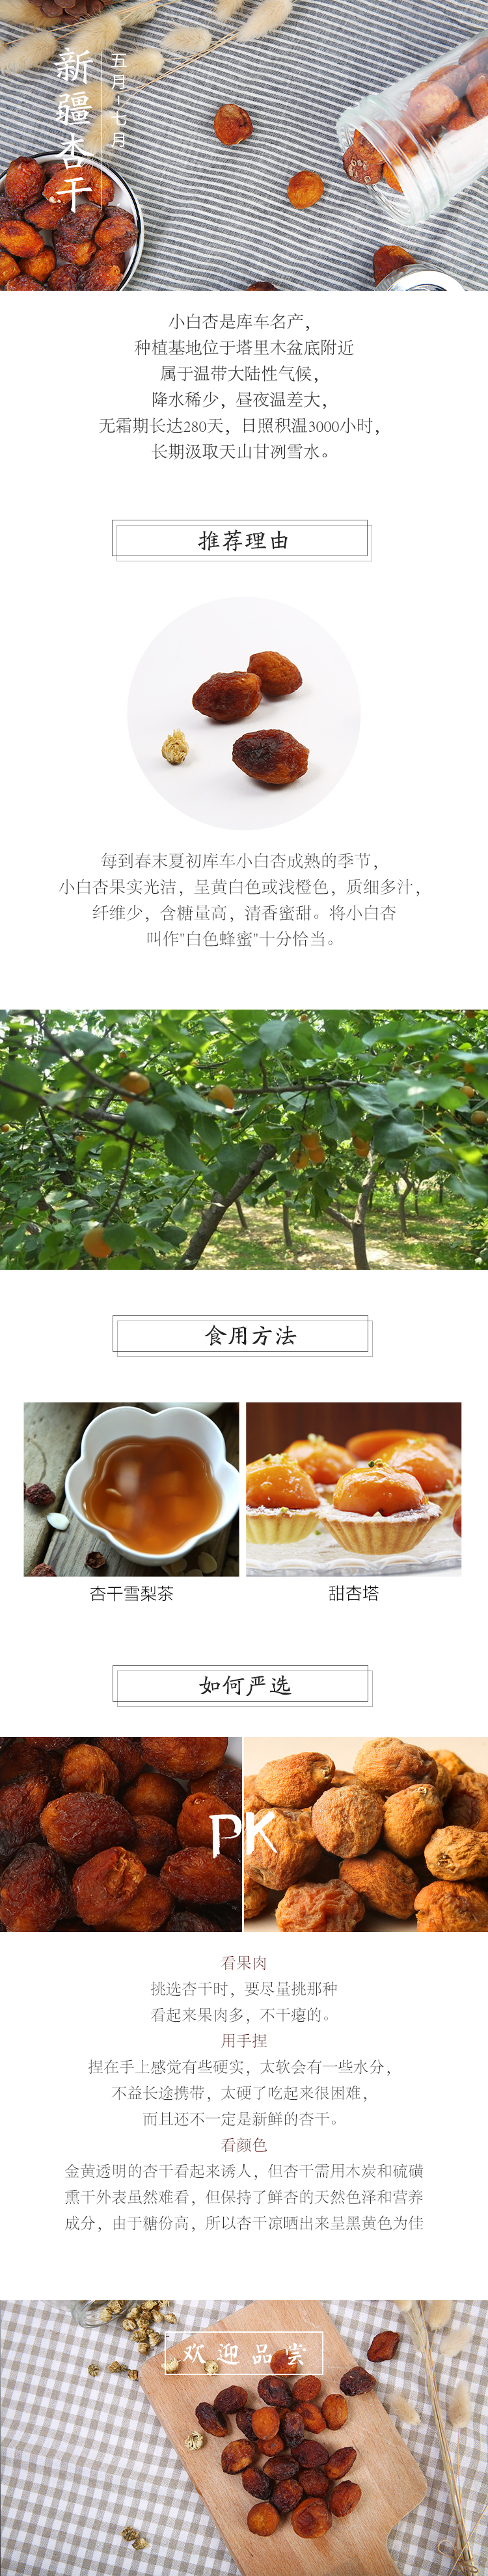 新疆杏干
五月-七月
小白杏是库车名产，
种植基地位于塔里木盆底附近
属于温带大陆性气候，
降水稀少，昼夜温差大，
无霜期长达280天，日照积温3000小时，
长期汲取天山甘冽雪水。
推荐理由
每到春末夏初库车小白杏成熟的季节，
小白杏果实光洁，呈黄白色或浅橙色，质细多汁，
纤维少，含糖量高，清香蜜甜。将小白杏
叫作"白色蜂蜜"十分恰当。
食用方法
杏干雪梨茶
甜杏塔
如何严选
PK
看果肉
挑选杏干时，要尽量挑那种
看起来果肉多，不干瘪的。
用手捏
捏在手上感觉有些硬实，太软会有一些水分，
不益长途携带，太硬了吃起来很困难，
而且还不一定是新鲜的杏干。
看颜色
金黄透明的杏干看起来诱人，但杏干需用木炭和硫磺
熏干外表虽然难看，但保持了鲜杏的天然色泽和营养
成分，由于糖份高，所以杏干凉晒出来呈黑黄色为佳
欢迎品尝